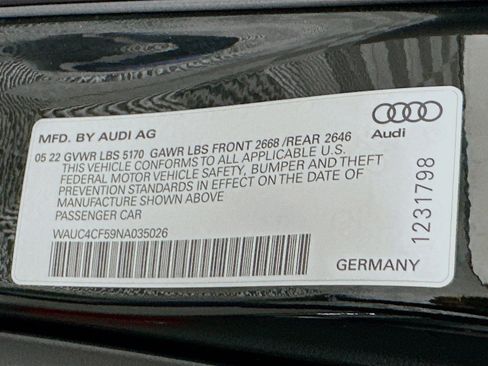 MFD. BY AUDI AG
Audi
05 22 GVWR LBS 5170 GAWR LBS FRONT 2668 /REAR 2646
THIS VEHICLE CONFORMS TO ALL APPLICABLE U.S.
FEDERAL MOTOR VEHICLE SAFETY, BUMPER AND THEFT
PREVENTION STANDARDS IN EFFECT ON THE DATE OF
MANUFACTURE SHOWN ABOVE
PASSENGER CAR
WAUC4CF59NA035026
1231798
GERMANY